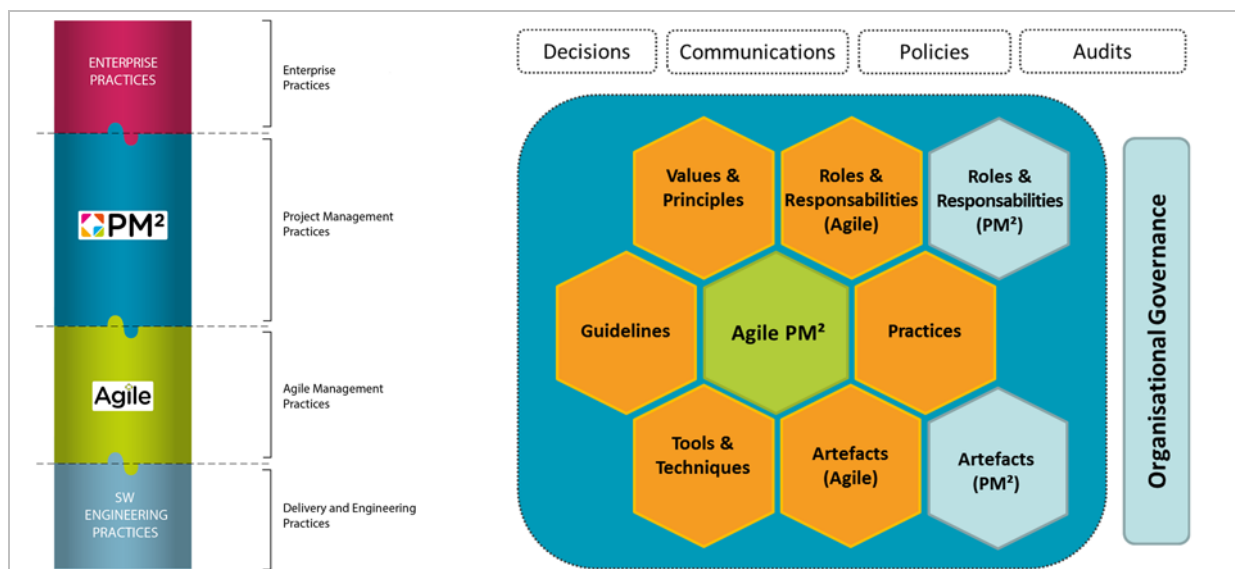 ENTERPRISE
PRACTICES
Enterprise
Practices
PM²
Project Management
Practices
Agile
Agile Management
Practices
SW
ENGINEERING
PRACTICES
Delivery and Engineering
Practices
Decisions
Communications
Policies
Audits
Values &
Principles
Roles &
Responsabilities
(Agile)
Roles &
Responsabilities
(PM²)
Guidelines
Agile PM²
Practices
Tools &
Techniques
Artefacts
(Agile)
Artefacts
(PM²)
Organisational Governance